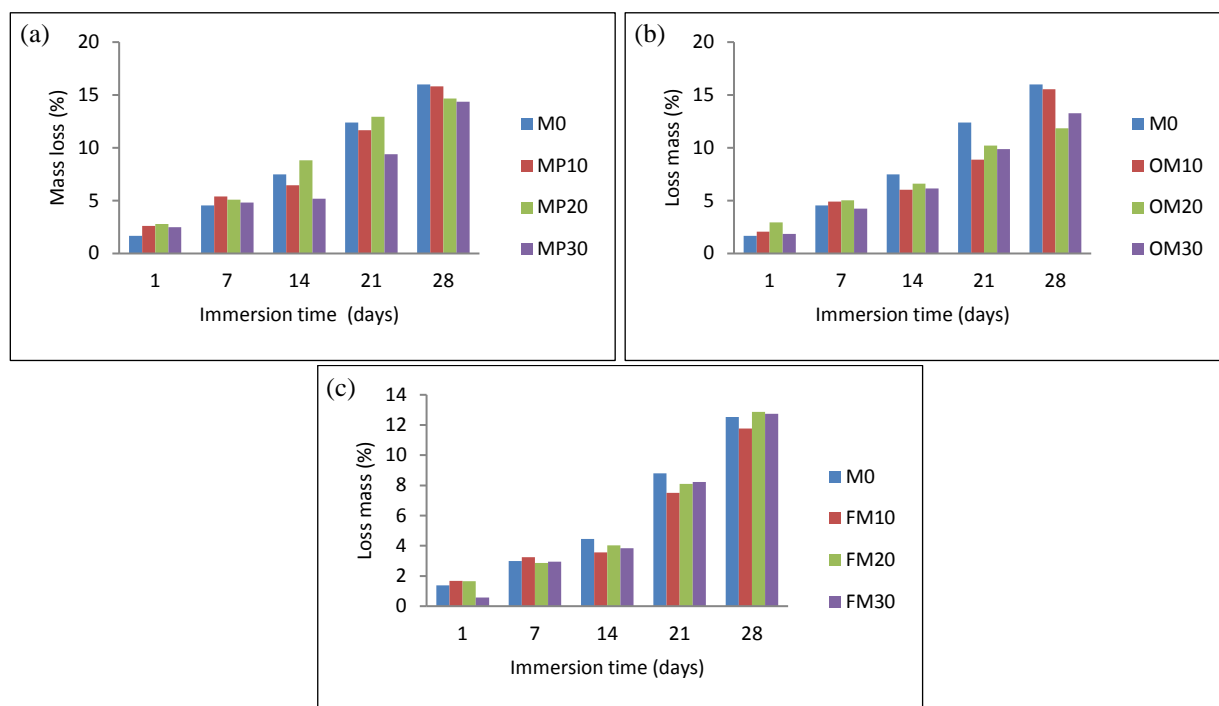 (a)
20
15
10
5
0
Mass loss (%)
1 7 14 21 28
Immersion time (days)
M0
MP10
MP20
MP30
(b)
20
15
10
5
0
Loss mass (%)
1 7 14 21 28
Immersion time (days)
M0
OM10
OM20
OM30
(c)
14
12
10
8
6
4
2
0
Loss mass (%)
1 7 14 21 28
Immersion time (days)
M0
FM10
FM20
FM30